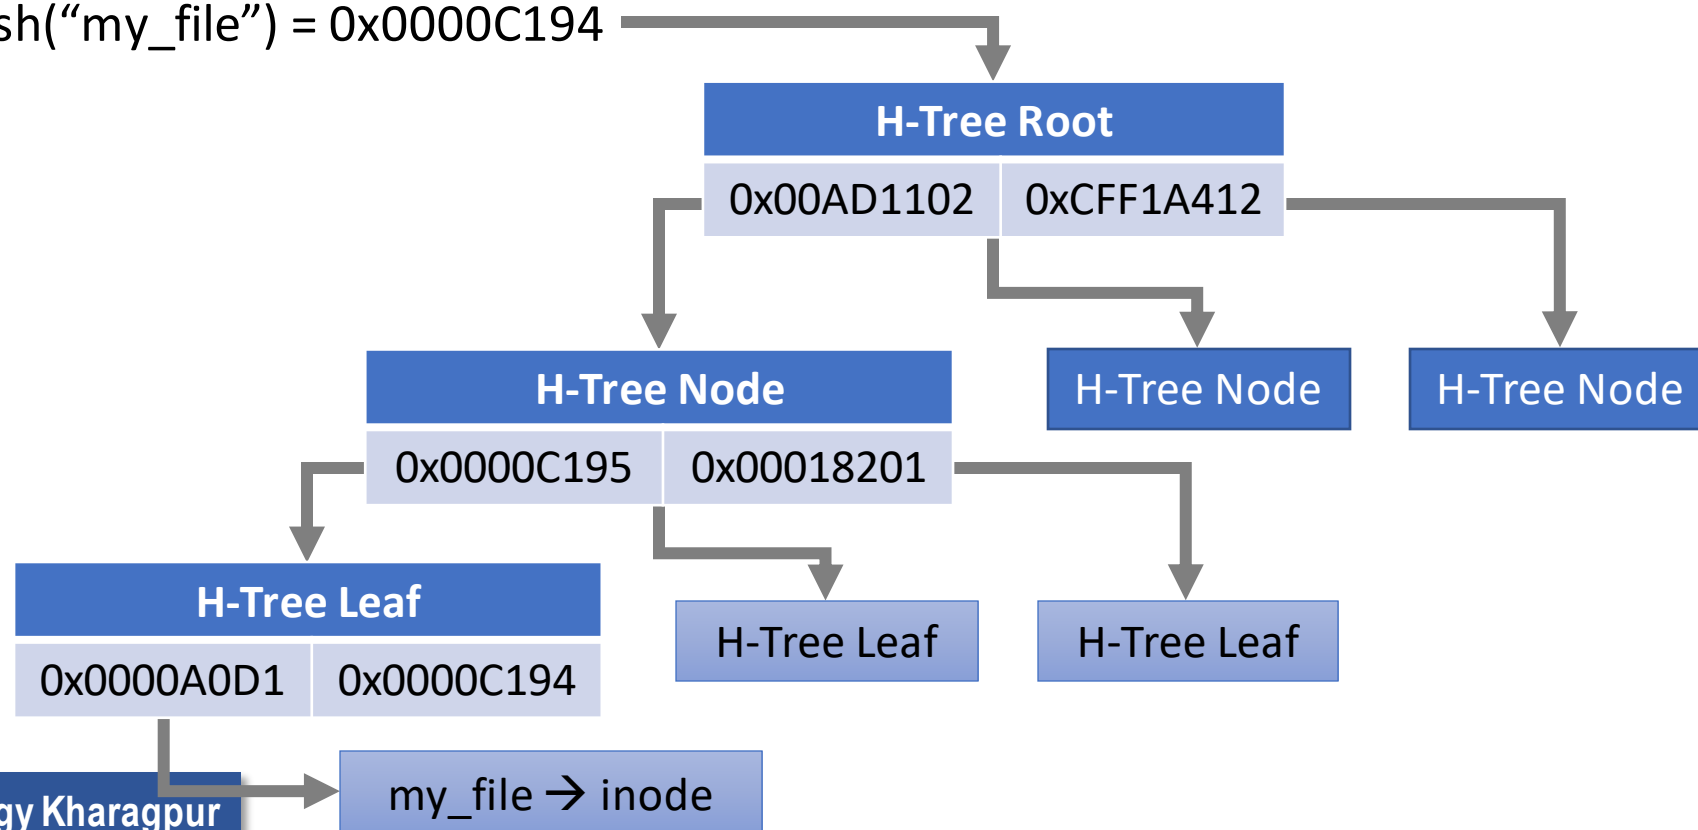 sh(“my_file”) = 0x0000C194
H-Tree Root
0x00AD1102 0xCFF1A412
H-Tree Node
H-Tree Node
H-Tree Node
0x0000C195 0x00018201
H-Tree Leaf
H-Tree Leaf
H-Tree Leaf
0x0000A0D1 0x0000C194
my_file → inode
gy Kharagpur